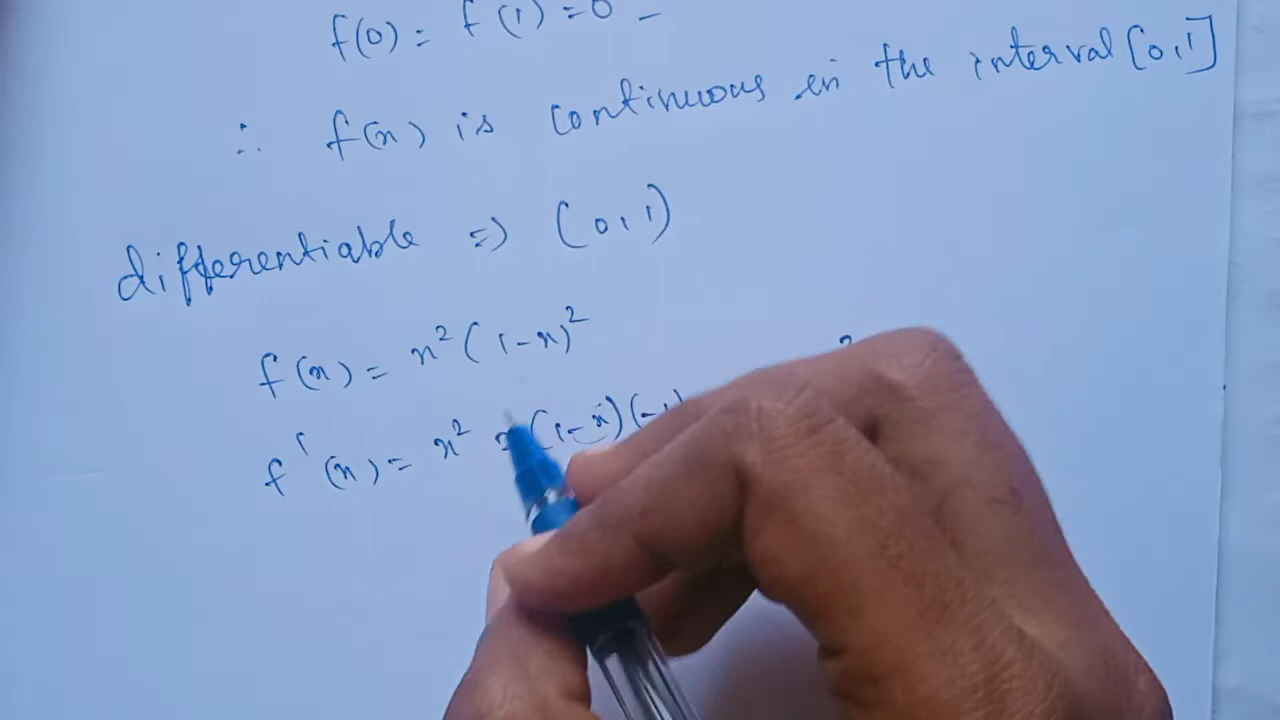 f(0) = f(1) = 0 -
∴ f(x) is continuous in the interval [0,1]
differentiable => (0,1)
f(x) = x²(1-x)²
f'(x) = x² 2(1-x)(-1)